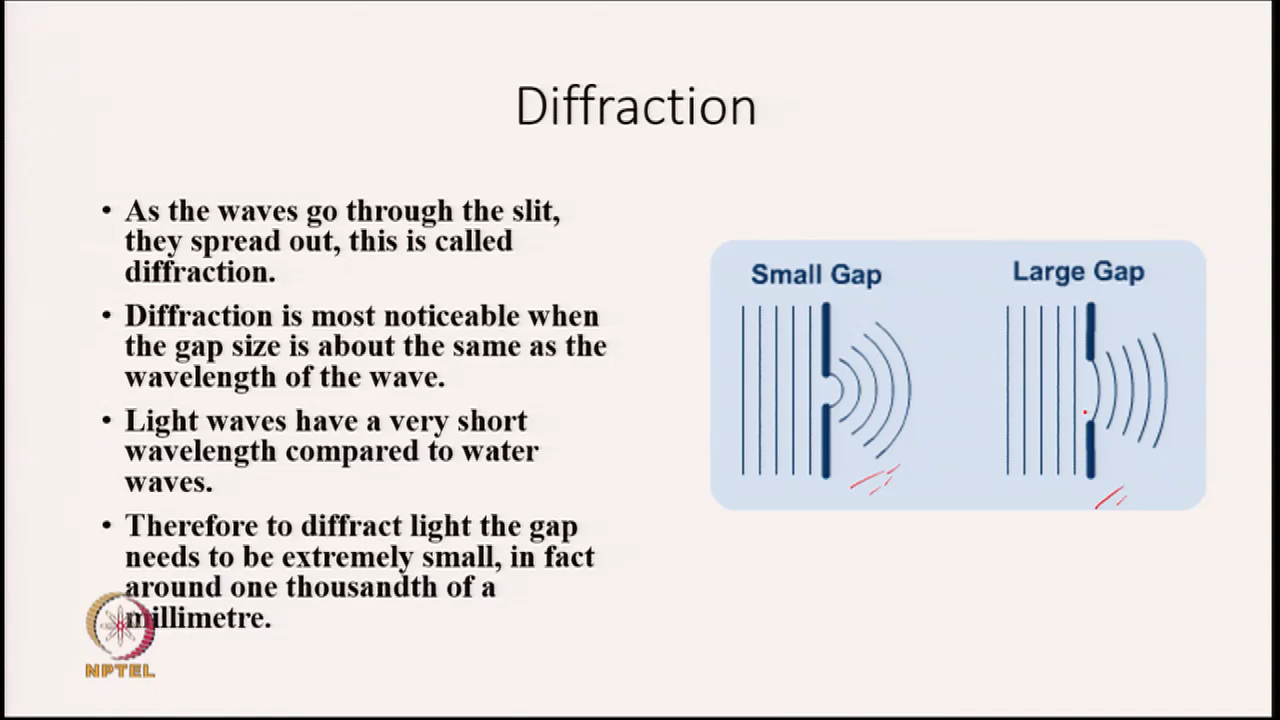 Diffraction
• As the waves go through the slit,
they spread out, this is called
diffraction.
• Diffraction is most noticeable when
the gap size is about the same as the
wavelength of the wave.
• Light waves have a very short
wavelength compared to water
waves.
• Therefore to diffract light the gap
needs to be extremely small, in fact
around one thousandth of a
millimetre.
Small Gap
Large Gap
NPTEL